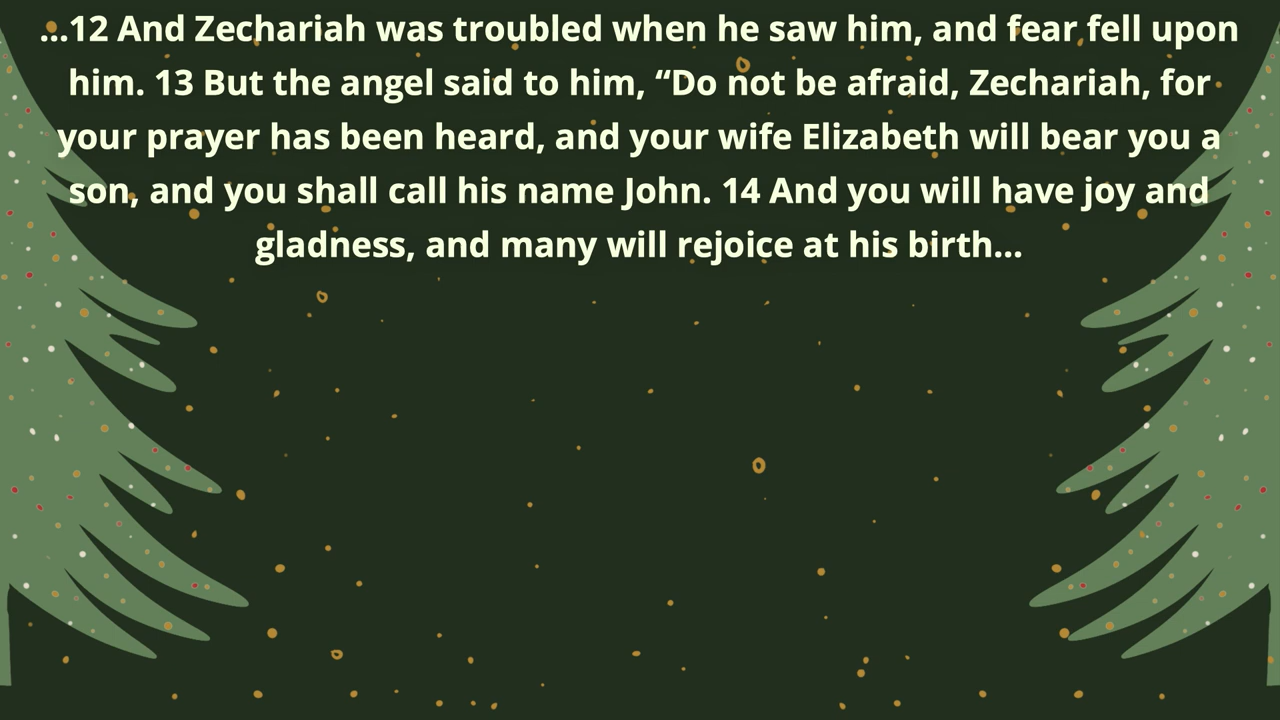 ...12 And Zechariah was troubled when he saw him, and fear fell upon
him. 13 But the angel said to him, “Do not be afraid, Zechariah, for
your prayer has been heard, and your wife Elizabeth will bear you a
son, and you shall call his name John. 14 And you will have joy and
gladness, and many will rejoice at his birth...